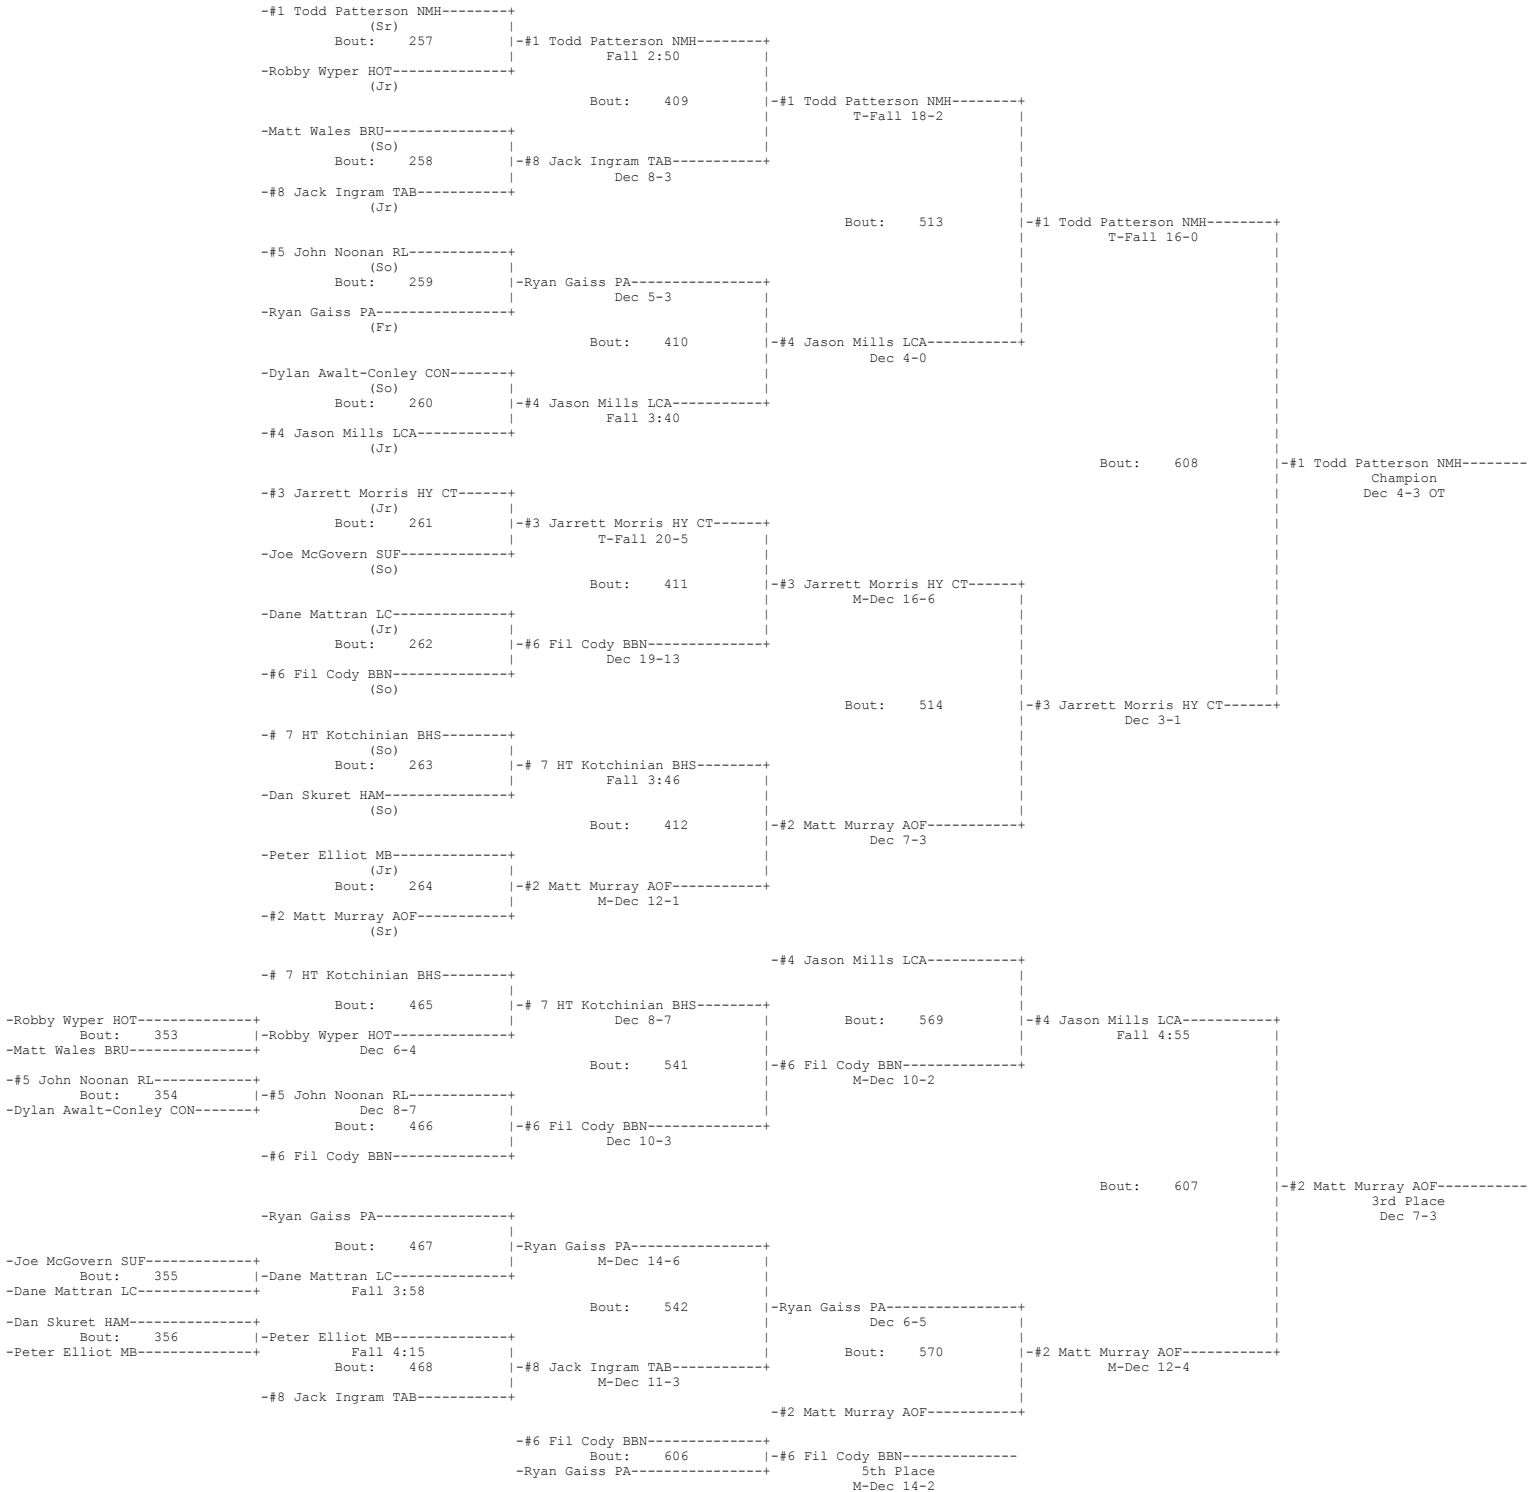 -#1 Todd Patterson NMH--------+
(Sr) |
Bout: 257 |-#1 Todd Patterson NMH--------+
| Fall 2:50 |
-Robby Wyper HOT--------------+ |
(Jr) |
Bout: 409 |-#1 Todd Patterson NMH--------+
| T-Fall 18-2 |
-Matt Wales BRU---------------+ | |
(So) | | |
Bout: 258 |-#8 Jack Ingram TAB-----------+ |
| Dec 8-3 |
-#8 Jack Ingram TAB-----------+ |
(Jr) |
Bout: 513 |-#1 Todd Patterson NMH--------+
| T-Fall 16-0 |
-#5 John Noonan RL------------+ | |
(So) | | |
Bout: 259 |-Ryan Gaiss PA----------------+ | |
| Dec 5-3 | | |
-Ryan Gaiss PA----------------+ | | |
(Fr) | | |
Bout: 410 |-#4 Jason Mills LCA-----------+ |
| Dec 4-0 |
-Dylan Awalt-Conley CON-------+ | |
(So) | | |
Bout: 260 |-#4 Jason Mills LCA-----------+ |
| Fall 3:40 |
-#4 Jason Mills LCA-----------+ |
(Jr) |
Bout: 608 |-#1 Todd Patterson NMH--------
| Champion
-#3 Jarrett Morris HY CT------+ | Dec 4-3 OT
(Jr) | |
Bout: 261 |-#3 Jarrett Morris HY CT------+ |
| T-Fall 20-5 | |
-Joe McGovern SUF-------------+ | |
(So) | |
Bout: 411 |-#3 Jarrett Morris HY CT------+ |
| M-Dec 16-6 | |
-Dane Mattran LC--------------+ | | |
(Jr) | | | |
Bout: 262 |-#6 Fil Cody BBN--------------+ | |
| Dec 19-13 | |
-#6 Fil Cody BBN--------------+ | |
(So) | |
Bout: 514 |-#3 Jarrett Morris HY CT------+
| Dec 3-1
-# 7 HT Kotchinian BHS--------+ |
(So) | |
Bout: 263 |-# 7 HT Kotchinian BHS--------+ |
| Fall 3:46 | |
-Dan Skuret HAM---------------+ | |
(So) | |
Bout: 412 |-#2 Matt Murray AOF-----------+
| Dec 7-3
-Peter Elliot MB--------------+ |
(Jr) | |
Bout: 264 |-#2 Matt Murray AOF-----------+
| M-Dec 12-1
-#2 Matt Murray AOF-----------+
(Sr)
-#4 Jason Mills LCA-----------+
-# 7 HT Kotchinian BHS--------+ |
| |
Bout: 465 |-# 7 HT Kotchinian BHS--------+ |
-Robby Wyper HOT--------------+ | Dec 8-7 | Bout: 569 |-#4 Jason Mills LCA-----------+
Bout: 353 |-Robby Wyper HOT--------------+ | | Fall 4:55 |
-Matt Wales BRU---------------+ Dec 6-4 | | |
Bout: 541 |-#6 Fil Cody BBN--------------+ |
-#5 John Noonan RL------------+ | M-Dec 10-2 |
Bout: 354 |-#5 John Noonan RL------------+ | |
-Dylan Awalt-Conley CON-------+ Dec 8-7 | | |
Bout: 466 |-#6 Fil Cody BBN--------------+ |
| Dec 10-3 |
-#6 Fil Cody BBN--------------+ |
|
Bout: 607 |-#2 Matt Murray AOF-----------
| 3rd Place
-Ryan Gaiss PA----------------+ | Dec 7-3
| |
Bout: 467 |-Ryan Gaiss PA----------------+ |
-Joe McGovern SUF-------------+ | M-Dec 14-6 | |
Bout: 355 |-Dane Mattran LC--------------+ | |
-Dane Mattran LC--------------+ Fall 3:58 | |
Bout: 542 |-Ryan Gaiss PA----------------+ |
-Dan Skuret HAM---------------+ | Dec 6-5 | |
Bout: 356 |-Peter Elliot MB--------------+ | | |
-Peter Elliot MB--------------+ Fall 4:15 | | Bout: 570 |-#2 Matt Murray AOF-----------+
Bout: 468 |-#8 Jack Ingram TAB-----------+ | M-Dec 12-4
| M-Dec 11-3 |
-#8 Jack Ingram TAB-----------+ |
-#2 Matt Murray AOF-----------+
-#6 Fil Cody BBN--------------+
Bout: 606 |-#6 Fil Cody BBN--------------
-Ryan Gaiss PA----------------+ 5th Place
M-Dec 14-2